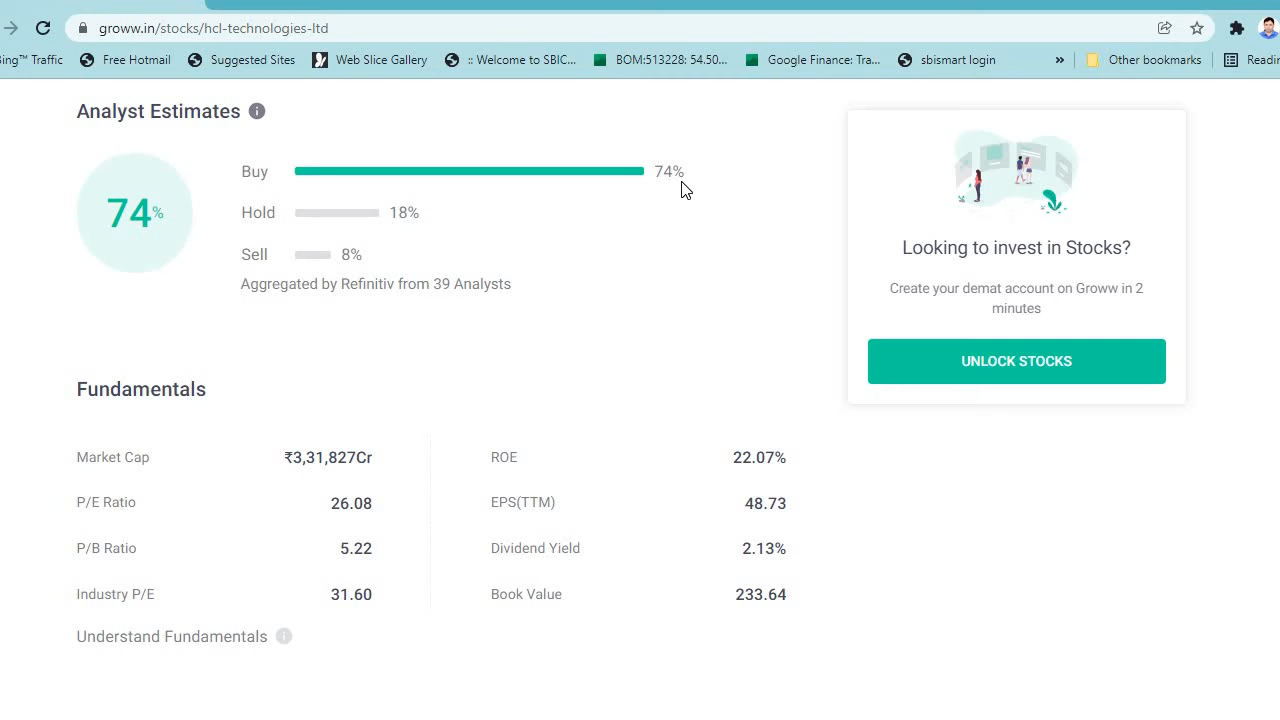 groww.in/stocks/hcl-technologies-ltd
Bing™ Traffic Free Hotmail Suggested Sites Web Slice Gallery :: Welcome to SBIC... BOM:513228: 54.50... Google Finance: Tra... sbismart login » Other bookmarks
Analyst Estimates
74%
Buy 74%
Hold 18%
Sell 8%
Aggregated by Refinitiv from 39 Analysts
Looking to invest in Stocks?
Create your demat account on Groww in 2
minutes
UNLOCK STOCKS
Fundamentals
Market Cap ₹3,31,827Cr ROE 22.07%
P/E Ratio 26.08 EPS(TTM) 48.73
P/B Ratio 5.22 Dividend Yield 2.13%
Industry P/E 31.60 Book Value 233.64
Understand Fundamentals